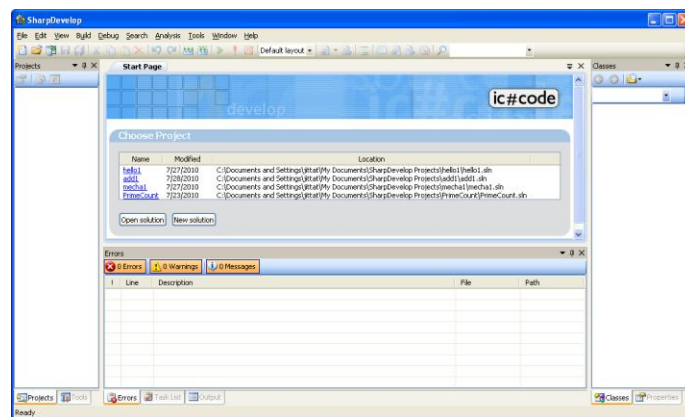 SharpDevelop
File Edit View Build Debug Search Analysis Tools Window Help
Default layout
Projects
Start Page
Classes
develop
ic#code
Choose Project
Name Modified Location
hello1 7/27/2010 C:\Documents and Settings\jittat\My Documents\SharpDevelop Projects\hello1\hello1.sln
add1 7/28/2010 C:\Documents and Settings\jittat\My Documents\SharpDevelop Projects\add1\add1.sln
mecha1 7/27/2010 C:\Documents and Settings\jittat\My Documents\SharpDevelop Projects\mecha1\mecha1.sln
PrimeCount 7/23/2010 C:\Documents and Settings\jittat\My Documents\SharpDevelop Projects\PrimeCount\PrimeCount.sln
Open solution New solution
Errors
0 Errors 0 Warnings 0 Messages
! Line Description File Path
Projects Tools Errors Task List Output Classes Properties
Ready